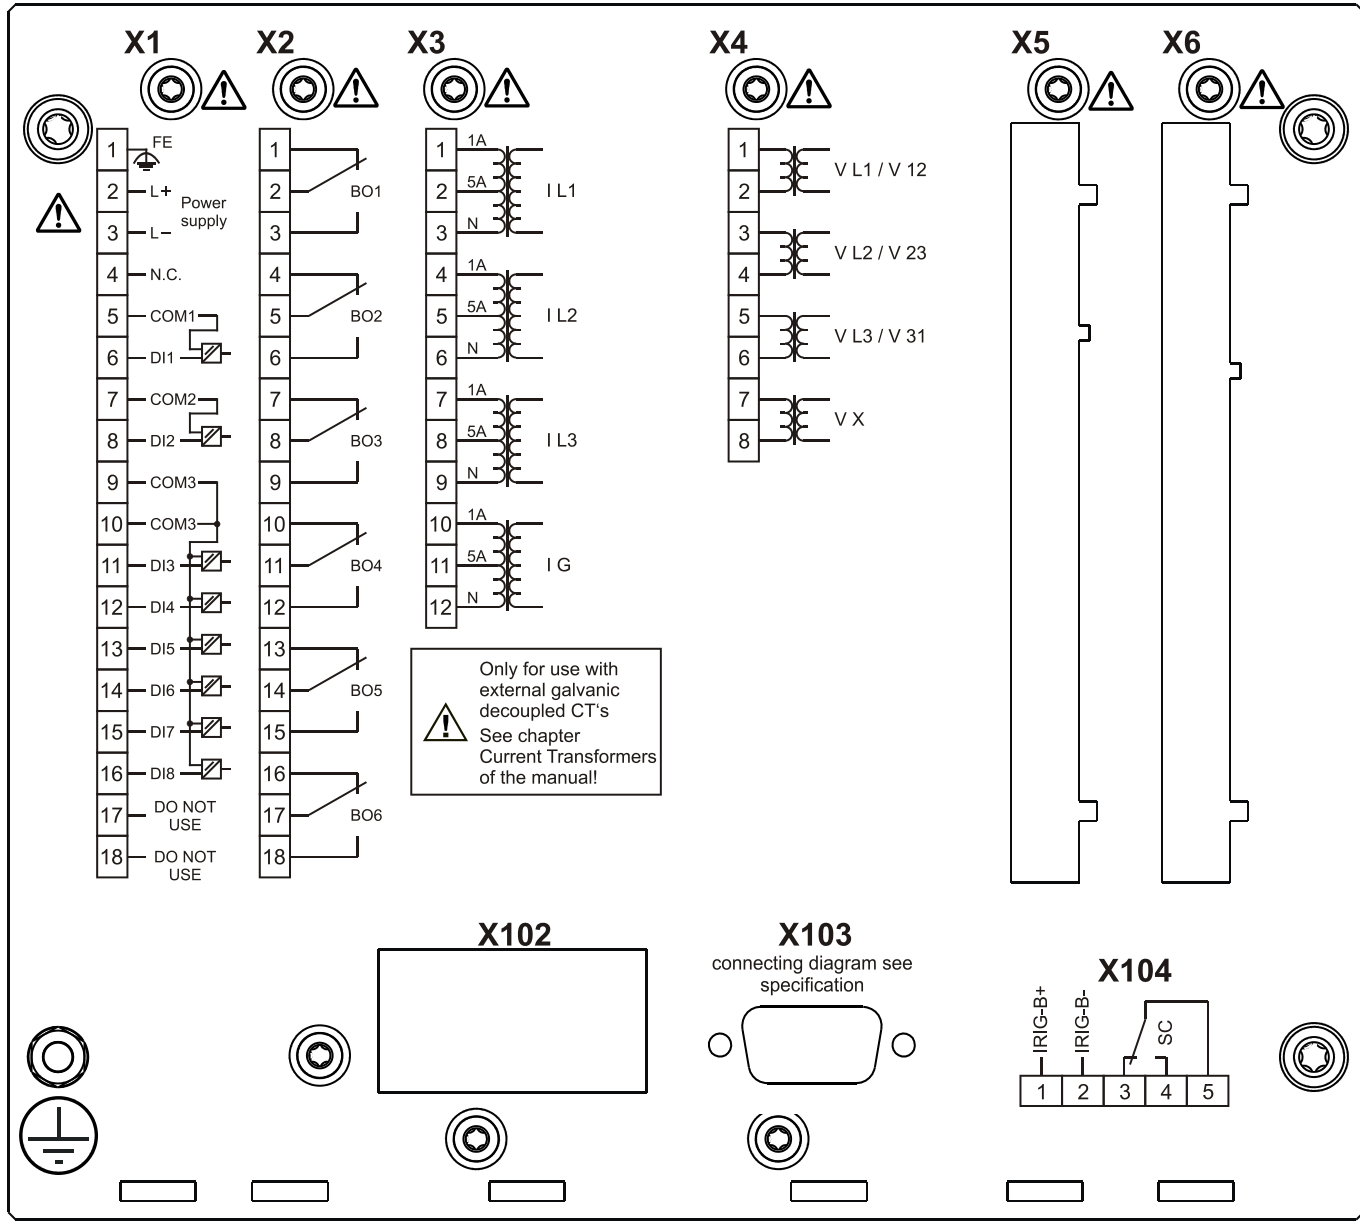 X1
X2
X3
X4
X5
X6
1 FE
2 L+
Power
supply
3 L−
4 N.C.
5 COM1
6 DI1
7 COM2
8 DI2
9 COM3
10 COM3
11 DI3
12 DI4
13 DI5
14 DI6
15 DI7
16 DI8
17 DO NOT
USE
18 DO NOT
USE
1
2 BO1
3
4
5 BO2
6
7
8 BO3
9
10
11 BO4
12
13
14 BO5
15
16
17 BO6
18
1 1A
2 5A I L1
3 N
4 1A
5 5A I L2
6 N
7 1A
8 5A I L3
9 N
10 1A
11 5A I G
12 N
Only for use with
external galvanic
decoupled CT‘s
See chapter
Current Transformers
of the manual!
1
V L1 / V 12
2
3
V L2 / V 23
4
5
V L3 / V 31
6
7
V X
8
X102
X103
connecting diagram see
specification
X104
IRIG-B+
IRIG-B-
SC
1 2 3 4 5